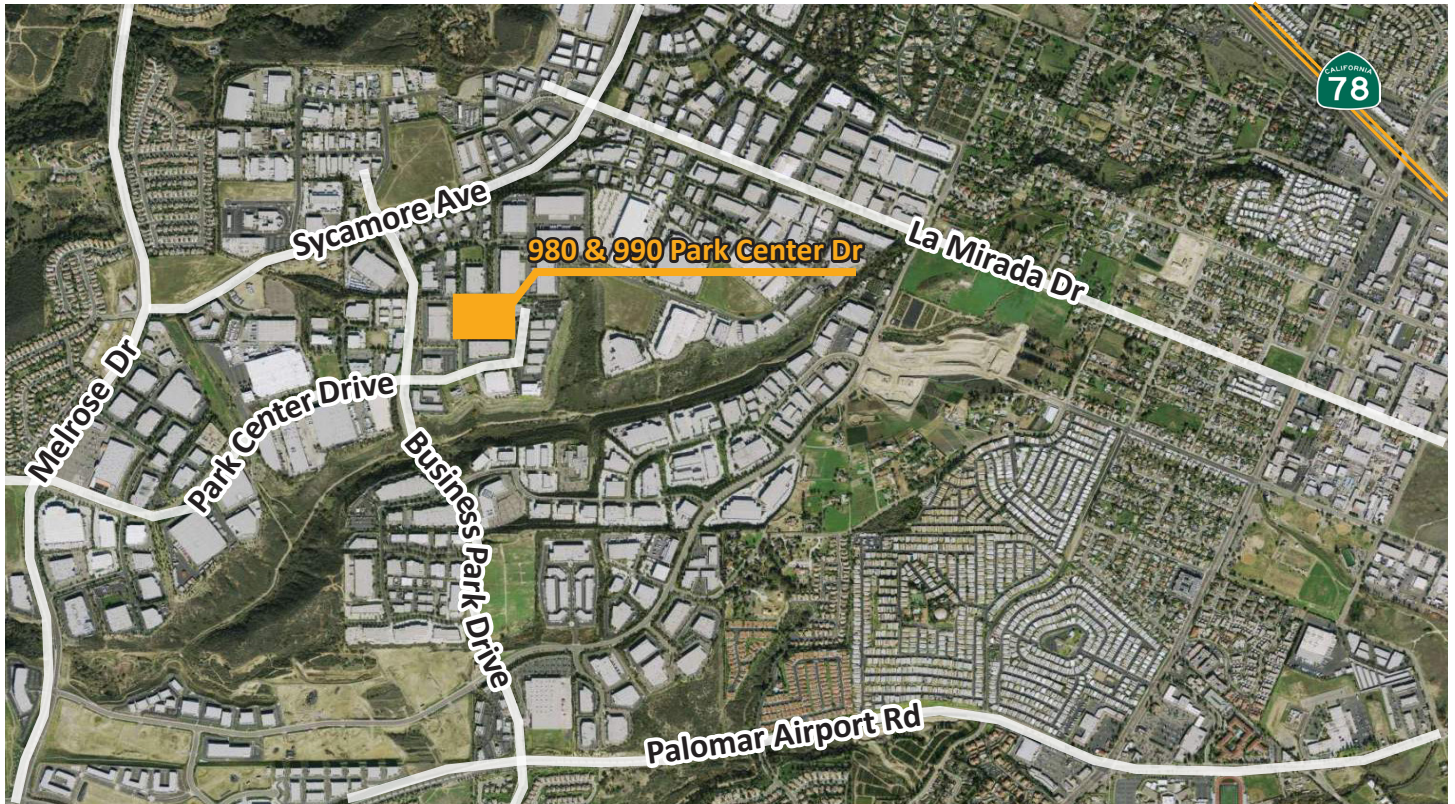 CALIFORNIA
78
Sycamore Ave
980 & 990 Park Center Dr
La Mirada Dr
Melrose Dr
Park Center Drive
Business Park Drive
Palomar Airport Rd